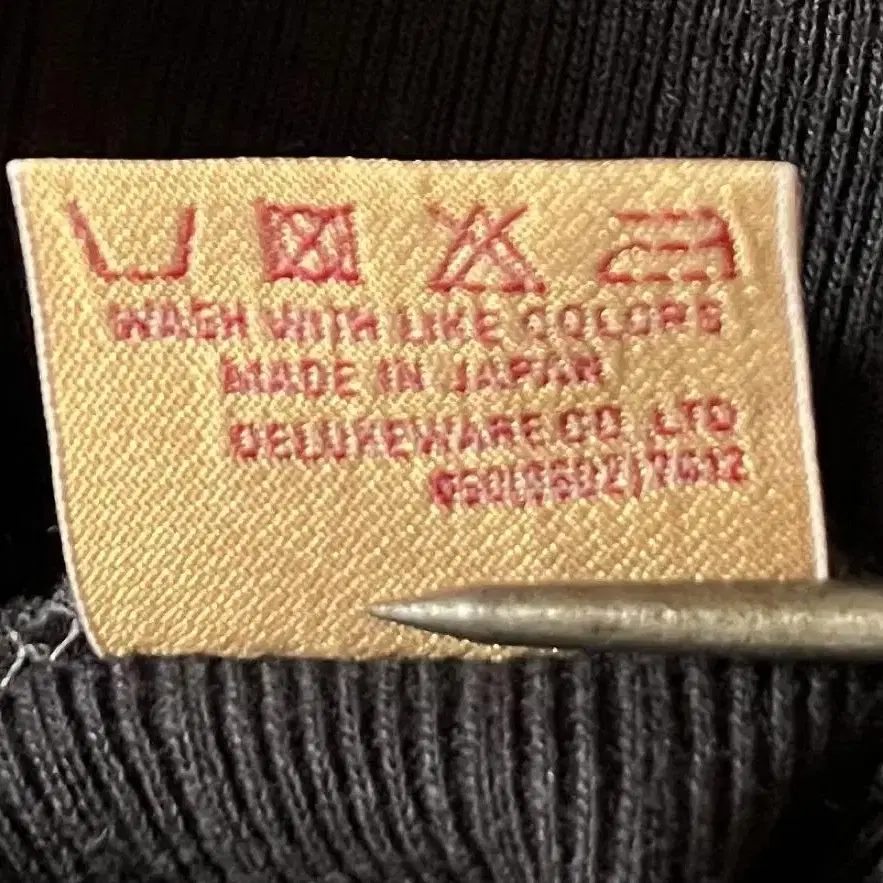 WASH WITH LIKE COLORS
MADE IN JAPAN
DELUXEWARE.CO.,LTD